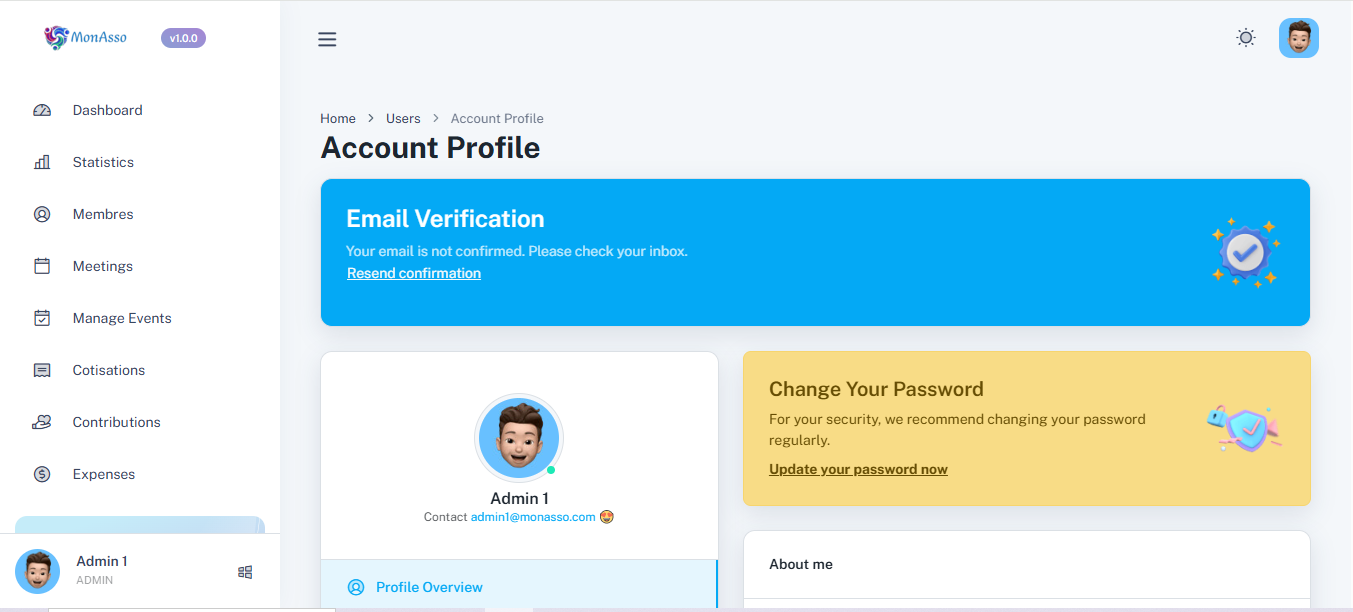 MonAsso
v1.0.0
Dashboard
Statistics
Membres
Meetings
Manage Events
Cotisations
Contributions
Expenses
Admin 1
ADMIN
Home > Users > Account Profile
Account Profile
Email Verification
Your email is not confirmed. Please check your inbox.
Resend confirmation
Admin 1
Contact admin1@monasso.com 😍
Profile Overview
Change Your Password
For your security, we recommend changing your password
regularly.
Update your password now
About me